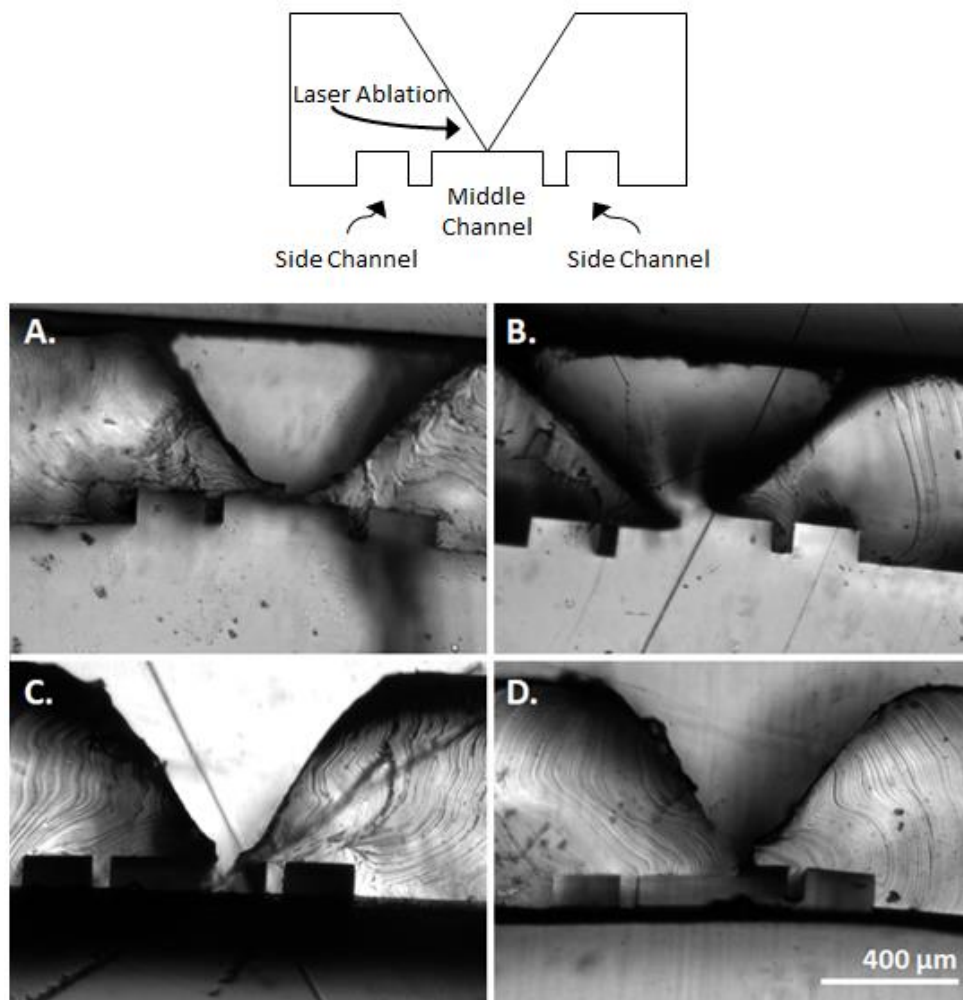 Laser Ablation
Middle
Channel
Side Channel
Side Channel
A.
B.
C.
D.
400 μm